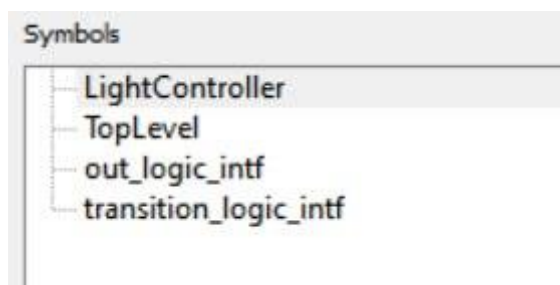 Symbols
LightController
TopLevel
out_logic_intf
transition_logic_intf